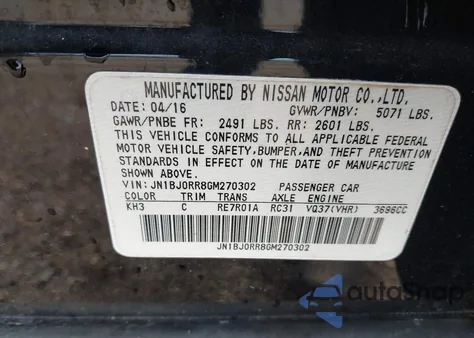 MANUFACTURED BY NISSAN MOTOR CO.,LTD.
DATE: 04/16 GVWR/PNBV: 5071 LBS.
GAWR/PNBE FR: 2491 LBS. RR: 2601 LBS.
THIS VEHICLE CONFORMS TO ALL APPLICABLE FEDERAL
MOTOR VEHICLE SAFETY,BUMPER,AND THEFT PREVENTION
STANDARDS IN EFFECT ON THE DATE OF MANUFACTURE
SHOWN ABOVE.
VIN: JN1BJ0RR8GM270302 PASSENGER CAR
COLOR TRIM TRANS AXLE ENGINE
KH3 C RE7R01A RC31 VQ37(VHR) 3696CC
JN1BJ0RR8GM270302
autoSnap